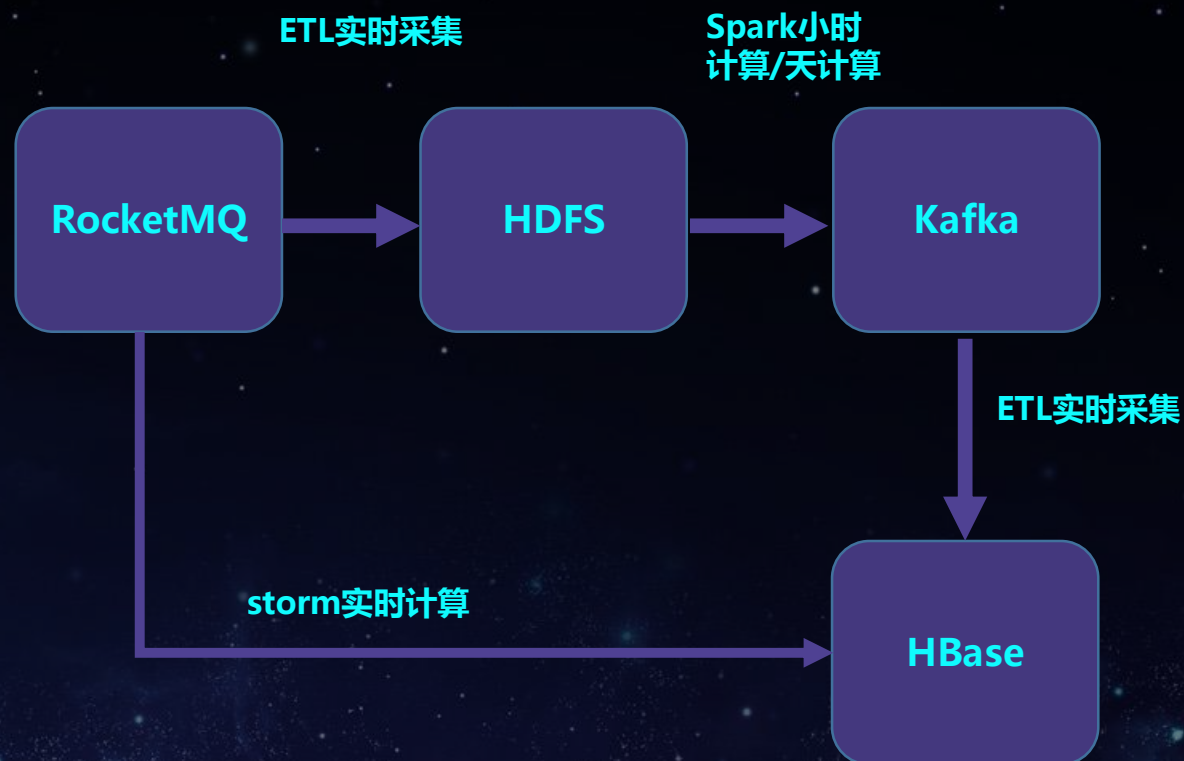 ETL实时采集
Spark小时
计算/天计算
RocketMQ
HDFS
Kafka
ETL实时采集
storm实时计算
HBase